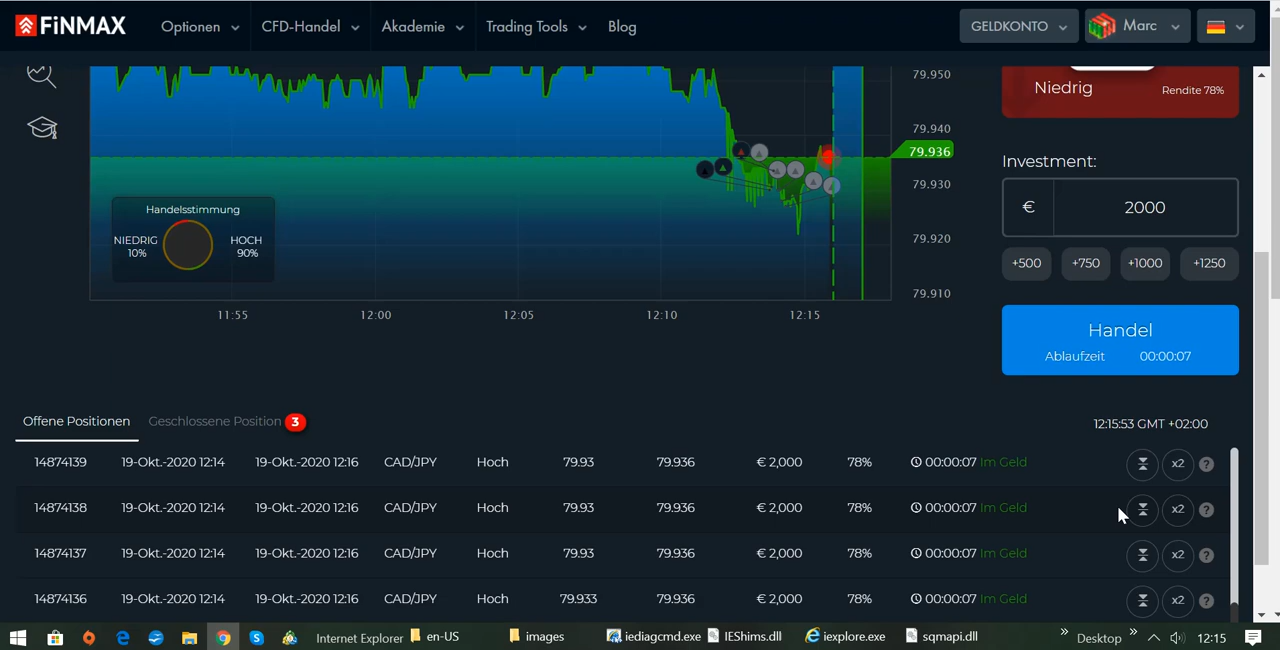 FiNMAX Optionen CFD-Handel Akademie Trading Tools Blog GELDKONTO Marc
79.950
Niedrig Rendite 78%
79.940
79.936
Investment:
79.930
€ 2000
Handelsstimmung
NIEDRIG HOCH
10% 90%
79.920
+500 +750 +1000 +1250
79.910
11:55 12:00 12:05 12:10 12:15
Handel
Ablaufzeit 00:00:07
Offene Positionen Geschlossene Position 3 12:15:53 GMT +02:00
14874139 19-Okt.-2020 12:14 19-Okt.-2020 12:16 CAD/JPY Hoch 79.93 79.936 € 2,000 78% 00:00:07 Im Geld x2 ?
14874138 19-Okt.-2020 12:14 19-Okt.-2020 12:16 CAD/JPY Hoch 79.93 79.936 € 2,000 78% 00:00:07 Im Geld x2 ?
14874137 19-Okt.-2020 12:14 19-Okt.-2020 12:16 CAD/JPY Hoch 79.93 79.936 € 2,000 78% 00:00:07 Im Geld x2 ?
14874136 19-Okt.-2020 12:14 19-Okt.-2020 12:16 CAD/JPY Hoch 79.933 79.936 € 2,000 78% 00:00:07 Im Geld x2 ?
Internet Explorer en-US images iediagcmd.exe IEShims.dll iexplore.exe sqmapi.dll » Desktop » 12:15